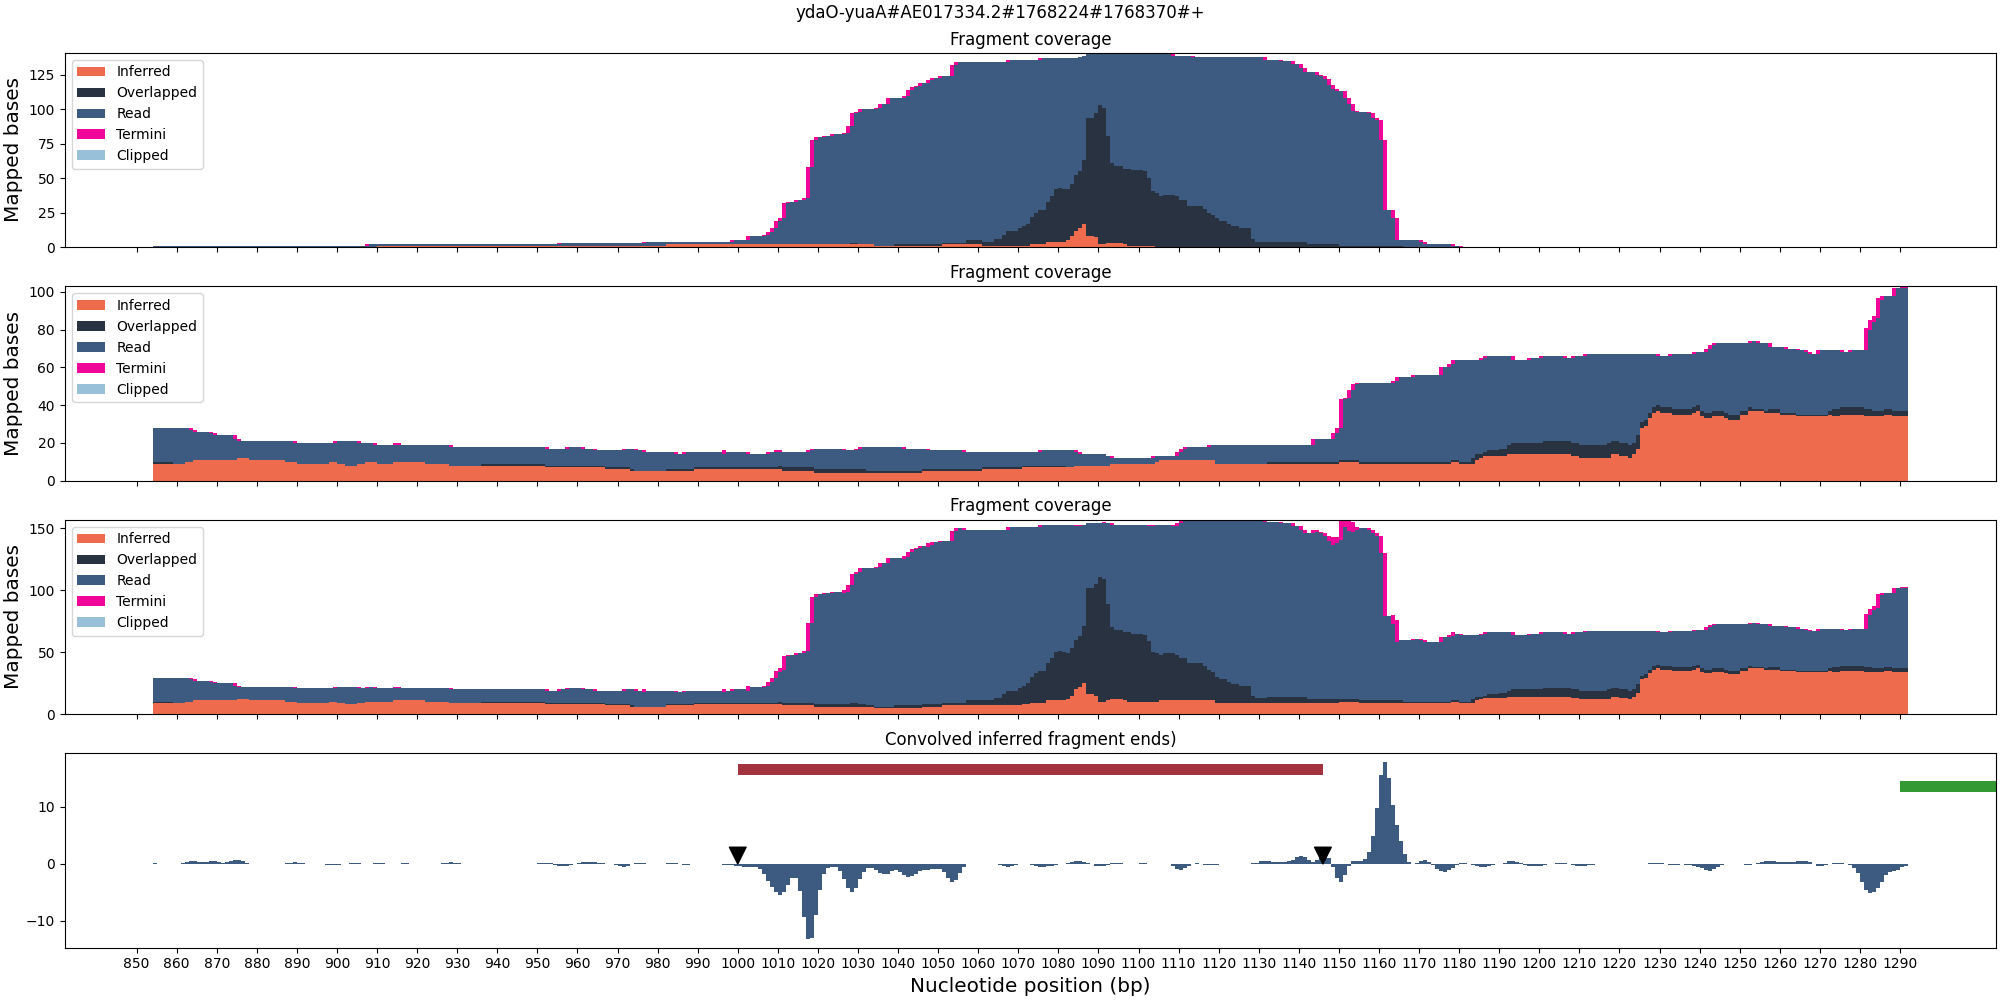 ydaO-yuaA#AE017334.2#1768224#1768370#+
Fragment coverage
Mapped bases
125
100
75
50
25
0
Inferred
Overlapped
Read
Termini
Clipped
Fragment coverage
Mapped bases
100
80
60
40
20
0
Inferred
Overlapped
Read
Termini
Clipped
Fragment coverage
Mapped bases
150
100
50
0
Inferred
Overlapped
Read
Termini
Clipped
Convolved inferred fragment ends)
10
0
−10
850 860 870 880 890 900 910 920 930 940 950 960 970 980 990 1000 1010 1020 1030 1040 1050 1060 1070 1080 1090 1100 1110 1120 1130 1140 1150 1160 1170 1180 1190 1200 1210 1220 1230 1240 1250 1260 1270 1280 1290
Nucleotide position (bp)